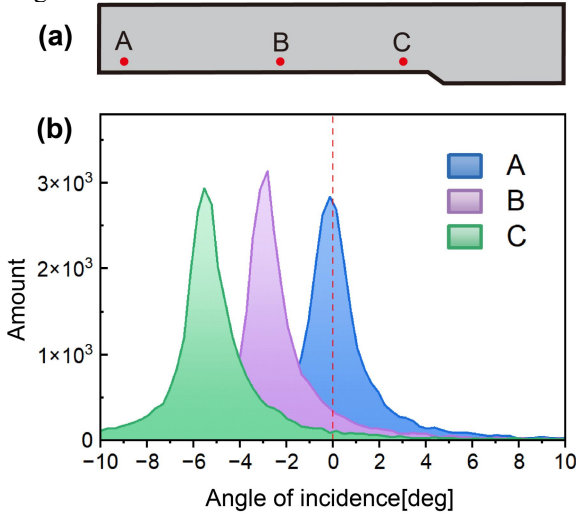 (a)
A B C
(b)
A
B
C
3×10³
2×10³
1×10³
0
Amount
−10 −8 −6 −4 −2 0 2 4 6 8 10
Angle of incidence[deg]